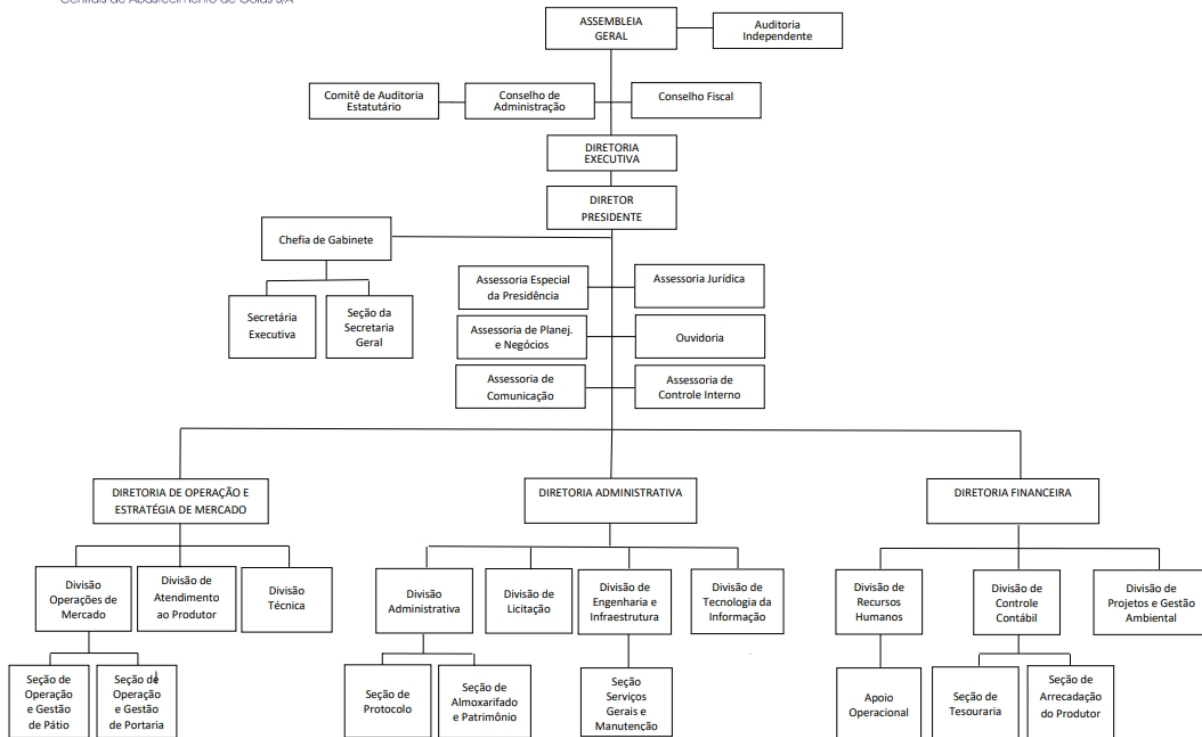 Centrais de Abastecimento de Goiás S/A
ASSEMBLEIA
GERAL
Auditoria
Independente
Comitê de Auditoria
Estatutário
Conselho de
Administração
Conselho Fiscal
DIRETORIA
EXECUTIVA
DIRETOR
PRESIDENTE
Chefia de Gabinete
Secretária
Executiva
Seção da
Secretaria
Geral
Assessoria Especial
da Presidência
Assessoria Jurídica
Assessoria de Planej.
e Negócios
Ouvidoria
Assessoria de
Comunicação
Assessoria de
Controle Interno
DIRETORIA DE OPERAÇÃO E
ESTRATÉGIA DE MERCADO
DIRETORIA ADMINISTRATIVA
DIRETORIA FINANCEIRA
Divisão
Operações de
Mercado
Divisão de
Atendimento
ao Produtor
Divisão
Técnica
Divisão
Administrativa
Divisão de
Licitação
Divisão de
Engenharia e
Infraestrutura
Divisão de
Tecnologia da
Informação
Divisão de
Recursos
Humanos
Divisão de
Controle
Contábil
Divisão de
Projetos e Gestão
Ambiental
Seção de
Operação
e Gestão
de Pátio
Seção de
Operação
e Gestão
de Portaria
Seção de
Protocolo
Seção de
Almoxarifado
e Patrimônio
Seção
Serviços
Gerais e
Manutenção
Apoio
Operacional
Seção de
Tesouraria
Seção de
Arrecadação
do Produtor